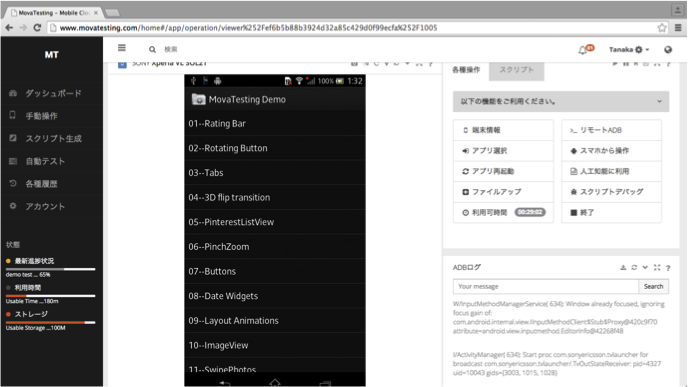 MovaTesting – Mobile Clo
www.movatesting.com/home#/app/operation/viewer%252Fef6b5b88b3924d32a85c429d0f99ecfa%252F1005
MT
検索
21
Tanaka
ダッシュボード
手動操作
スクリプト生成
自動テスト
各種履歴
アカウント
状態
最新進捗状況
demo test ... 65%
利用時間
Usable Time ...180m
ストレージ
Usable Storage ...100M
SONY Xperia VL SOL21
100% 1:32
MovaTesting Demo
01--Rating Bar
02--Rotating Button
03--Tabs
04--3D flip transition
05--PinterestListView
06--PinchZoom
07--Buttons
08--Date Widgets
09--Layout Animations
10--ImageView
11--SwipePhotos
各種操作
スクリプト
以下の機能をご利用ください。
端末情報
リモートADB
アプリ選択
スマホから操作
アプリ再起動
人工知能に利用
ファイルアップ
スクリプトデバッグ
利用可時間 00:29:02
終了
ADBログ
Your message
Search
W/InputMethodManagerService( 634): Window already focused, ignoring
focus gain of:
com.android.internal.view.IInputMethodClient$Stub$Proxy@420c9f70
attribute=android.view.inputmethod.EditorInfo@42268f48
I/ActivityManager( 634): Start proc com.sonyericsson.tvlauncher for
broadcast com.sonyericsson.tvlauncher/.TvOutStateReceiver: pid=4327
uid=10043 gids={3003, 1015, 1028}